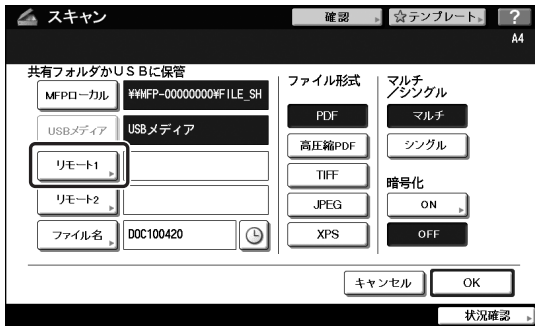 スキャン
確認
☆テンプレート
?
A4
共有フォルダかUSBに保管
MFPローカル
¥¥MFP-00000000¥FILE_SH
USBメディア
USBメディア
リモート1
リモート2
ファイル名
DOC100420
ファイル形式
PDF
高圧縮PDF
TIFF
JPEG
XPS
マルチ
/シングル
マルチ
シングル
暗号化
ON
OFF
キャンセル
OK
状況確認